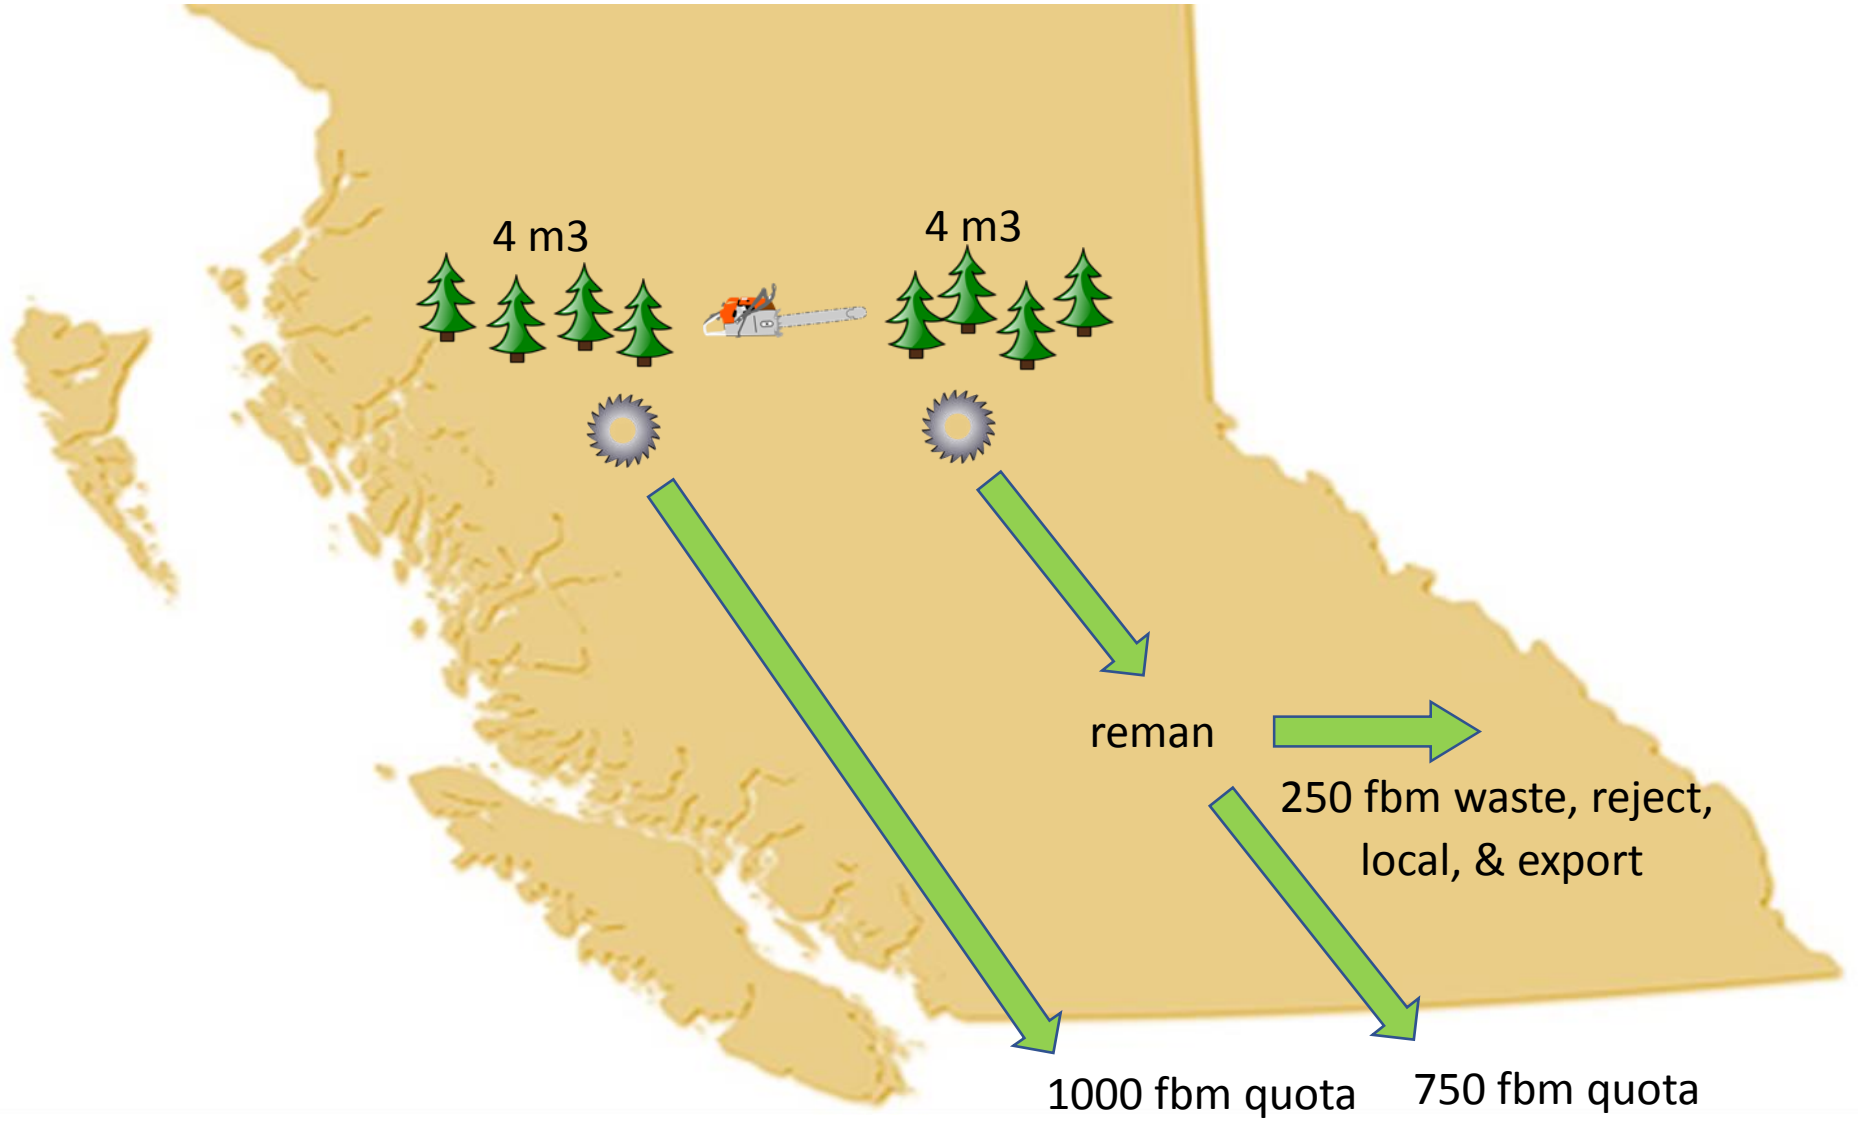 4 m3
4 m3
reman
250 fbm waste, reject,
local, & export
1000 fbm quota
750 fbm quota